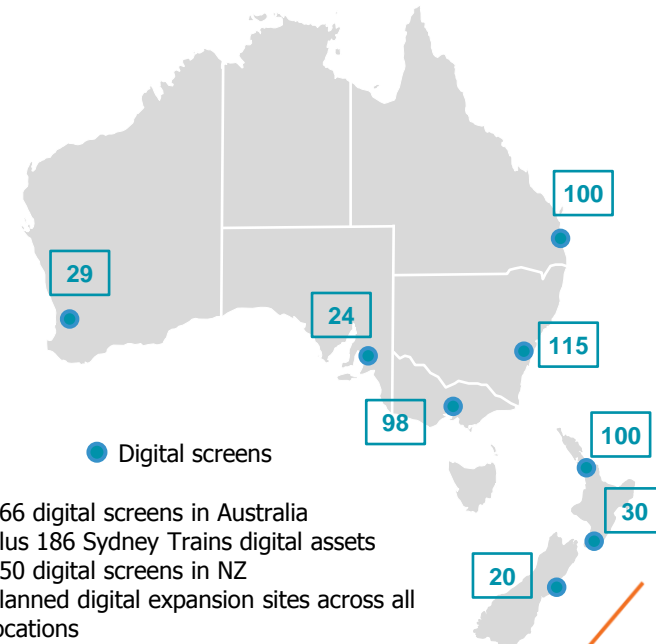 100
29
24
115
98
100
Digital screens
30
66 digital screens in Australia
lus 186 Sydney Trains digital assets
50 digital screens in NZ
20
lanned digital expansion sites across all
ocations